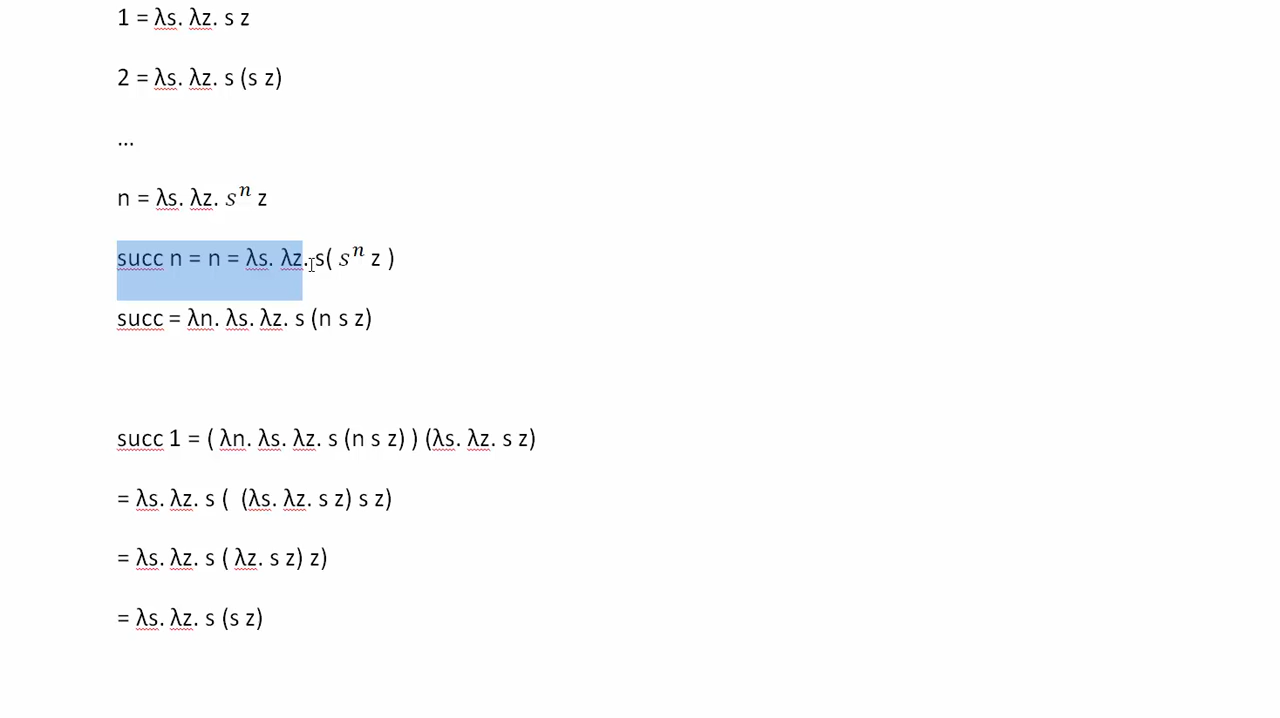 1 = λs. λz. s z
2 = λs. λz. s (s z)
...
n = λs. λz. sⁿ z
succ n = n = λs. λz. s( sⁿ z )
succ = λn. λs. λz. s (n s z)
succ 1 = ( λn. λs. λz. s (n s z) ) (λs. λz. s z)
= λs. λz. s (  (λs. λz. s z) s z)
= λs. λz. s ( λz. s z) z)
= λs. λz. s (s z)